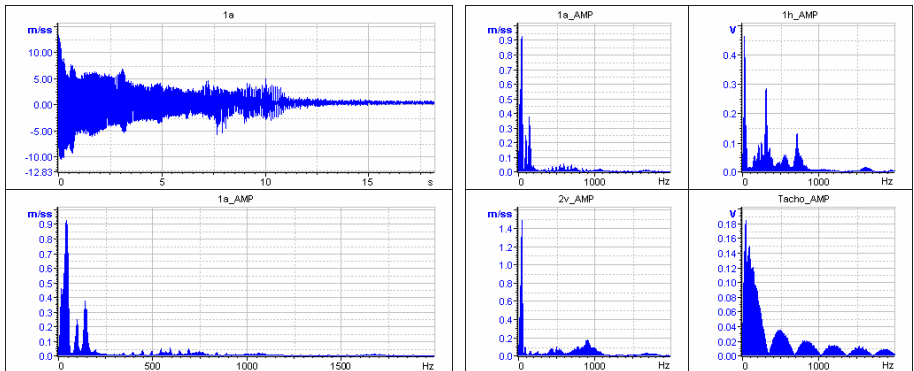 1a
m/ss
10.00
5.00
0.00
-5.00
-10.00
-12.83
0 5 10 15 s
1a_AMP
m/ss
0.9
0.8
0.7
0.6
0.5
0.4
0.3
0.2
0.1
0.0
0 1000 Hz
1h_AMP
V
0.4
0.3
0.2
0.1
0.0
0 1000 Hz
1a_AMP
m/ss
0.9
0.8
0.7
0.6
0.5
0.4
0.3
0.2
0.1
0.0
0 500 1000 1500 Hz
2v_AMP
m/ss
1.4
1.2
1.0
0.8
0.6
0.4
0.2
0.0
0 1000 Hz
Tacho_AMP
V
0.18
0.16
0.14
0.12
0.10
0.08
0.06
0.04
0.02
0.00
0 1000 Hz